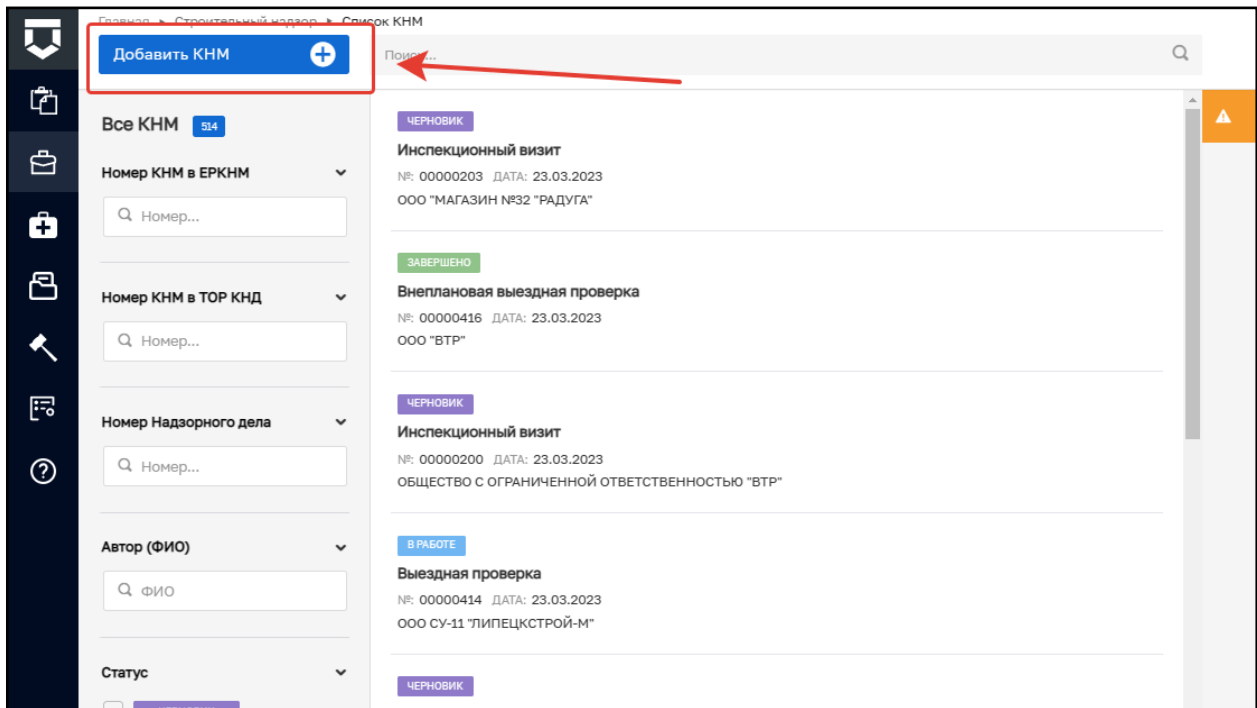 Главная ▸ Строительный надзор ▸ Список КНМ
Добавить КНМ
Поиск...
Все КНМ 514
Номер КНМ в ЕРКНМ
Номер...
Номер КНМ в ТОР КНД
Номер...
Номер Надзорного дела
Номер...
Автор (ФИО)
ФИО
Статус
ЧЕРНОВИК
Инспекционный визит
№: 00000203 ДАТА: 23.03.2023
ООО "МАГАЗИН №32 "РАДУГА"
ЗАВЕРШЕНО
Внеплановая выездная проверка
№: 00000416 ДАТА: 23.03.2023
ООО "ВТР"
ЧЕРНОВИК
Инспекционный визит
№: 00000200 ДАТА: 23.03.2023
ОБЩЕСТВО С ОГРАНИЧЕННОЙ ОТВЕТСТВЕННОСТЬЮ "ВТР"
В РАБОТЕ
Выездная проверка
№: 00000414 ДАТА: 23.03.2023
ООО СУ-11 "ЛИПЕЦКСТРОЙ-М"
ЧЕРНОВИК